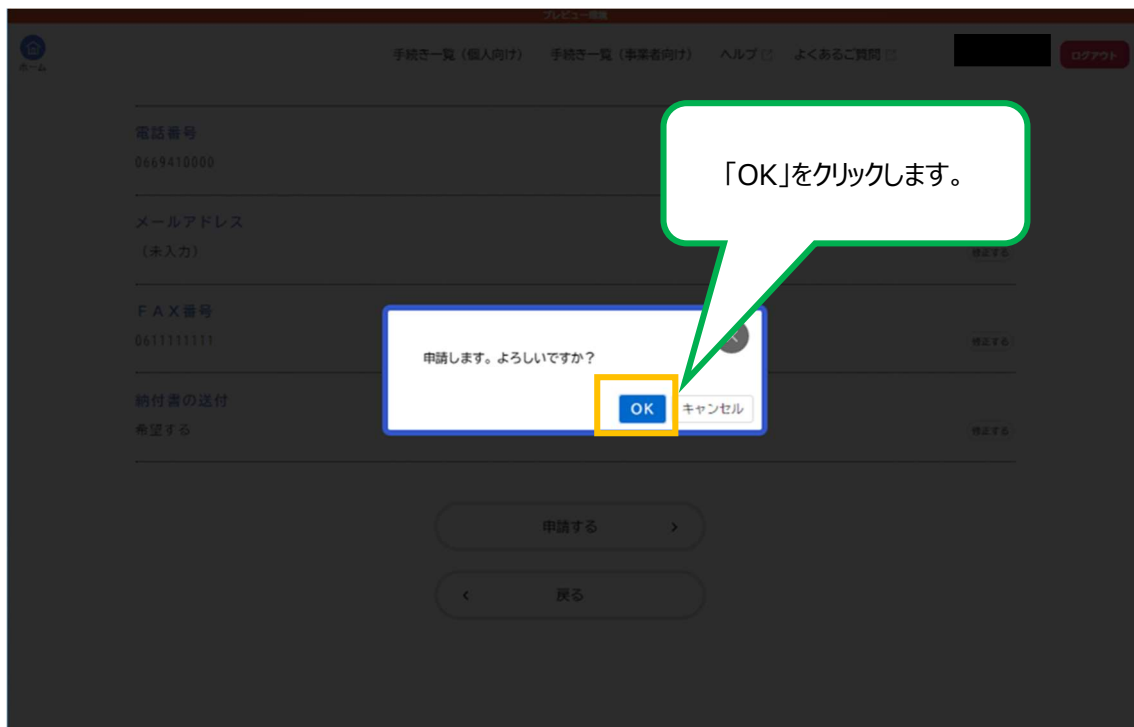 プレビュー機能
ホーム
手続き一覧（個人向け） 手続き一覧（事業者向け） ヘルプ よくあるご質問 ログアウト
電話番号
0669410000
「OK」をクリックします。
メールアドレス
（未入力）
修正する
ＦＡＸ番号
0611111111
修正する
申請します。よろしいですか？
OK キャンセル
納付書の送付
希望する
修正する
申請する
戻る